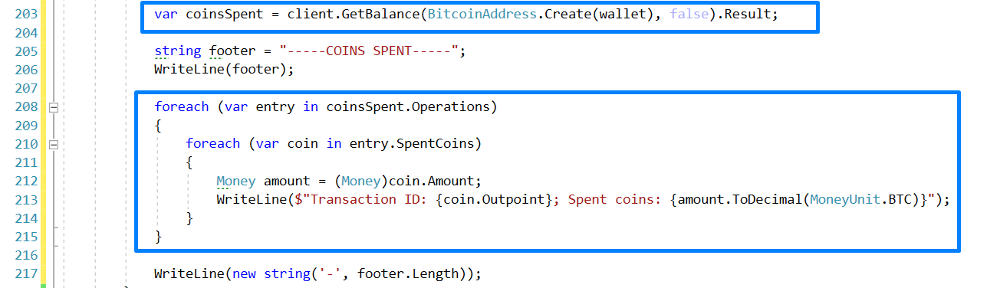 203 var coinsSpent = client.GetBalance(BitcoinAddress.Create(wallet), false).Result;
204
205 string footer = "-----COINS SPENT-----";
206 WriteLine(footer);
207
208 foreach (var entry in coinsSpent.Operations)
209 {
210 foreach (var coin in entry.SpentCoins)
211 {
212 Money amount = (Money)coin.Amount;
213 WriteLine($"Transaction ID: {coin.Outpoint}; Spent coins: {amount.ToDecimal(MoneyUnit.BTC)}");
214 }
215 }
216
217 WriteLine(new string('-', footer.Length));